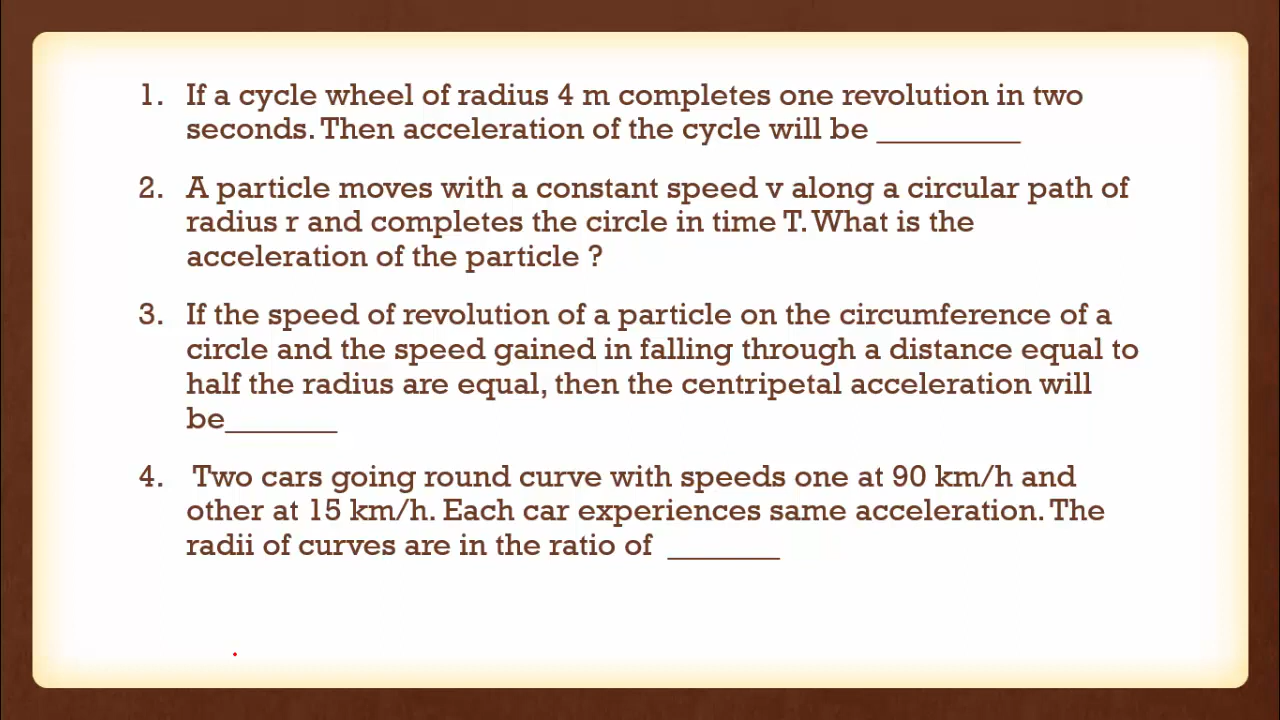 1. If a cycle wheel of radius 4 m completes one revolution in two
seconds. Then acceleration of the cycle will be _________
2. A particle moves with a constant speed v along a circular path of
radius r and completes the circle in time T. What is the
acceleration of the particle ?
3. If the speed of revolution of a particle on the circumference of a
circle and the speed gained in falling through a distance equal to
half the radius are equal, then the centripetal acceleration will
be_______
4. Two cars going round curve with speeds one at 90 km/h and
other at 15 km/h. Each car experiences same acceleration. The
radii of curves are in the ratio of _______